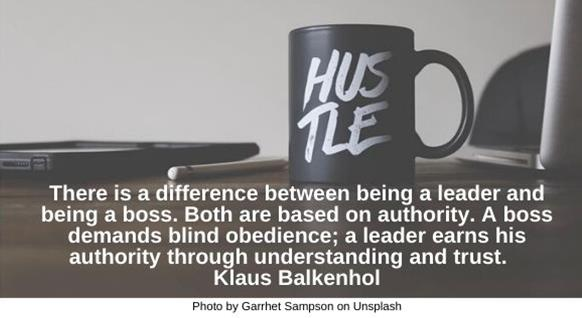 HUS
TLE
There is a difference between being a leader and
being a boss. Both are based on authority. A boss
demands blind obedience; a leader earns his
authority through understanding and trust.
Klaus Balkenhol
Photo by Garrhet Sampson on Unsplash